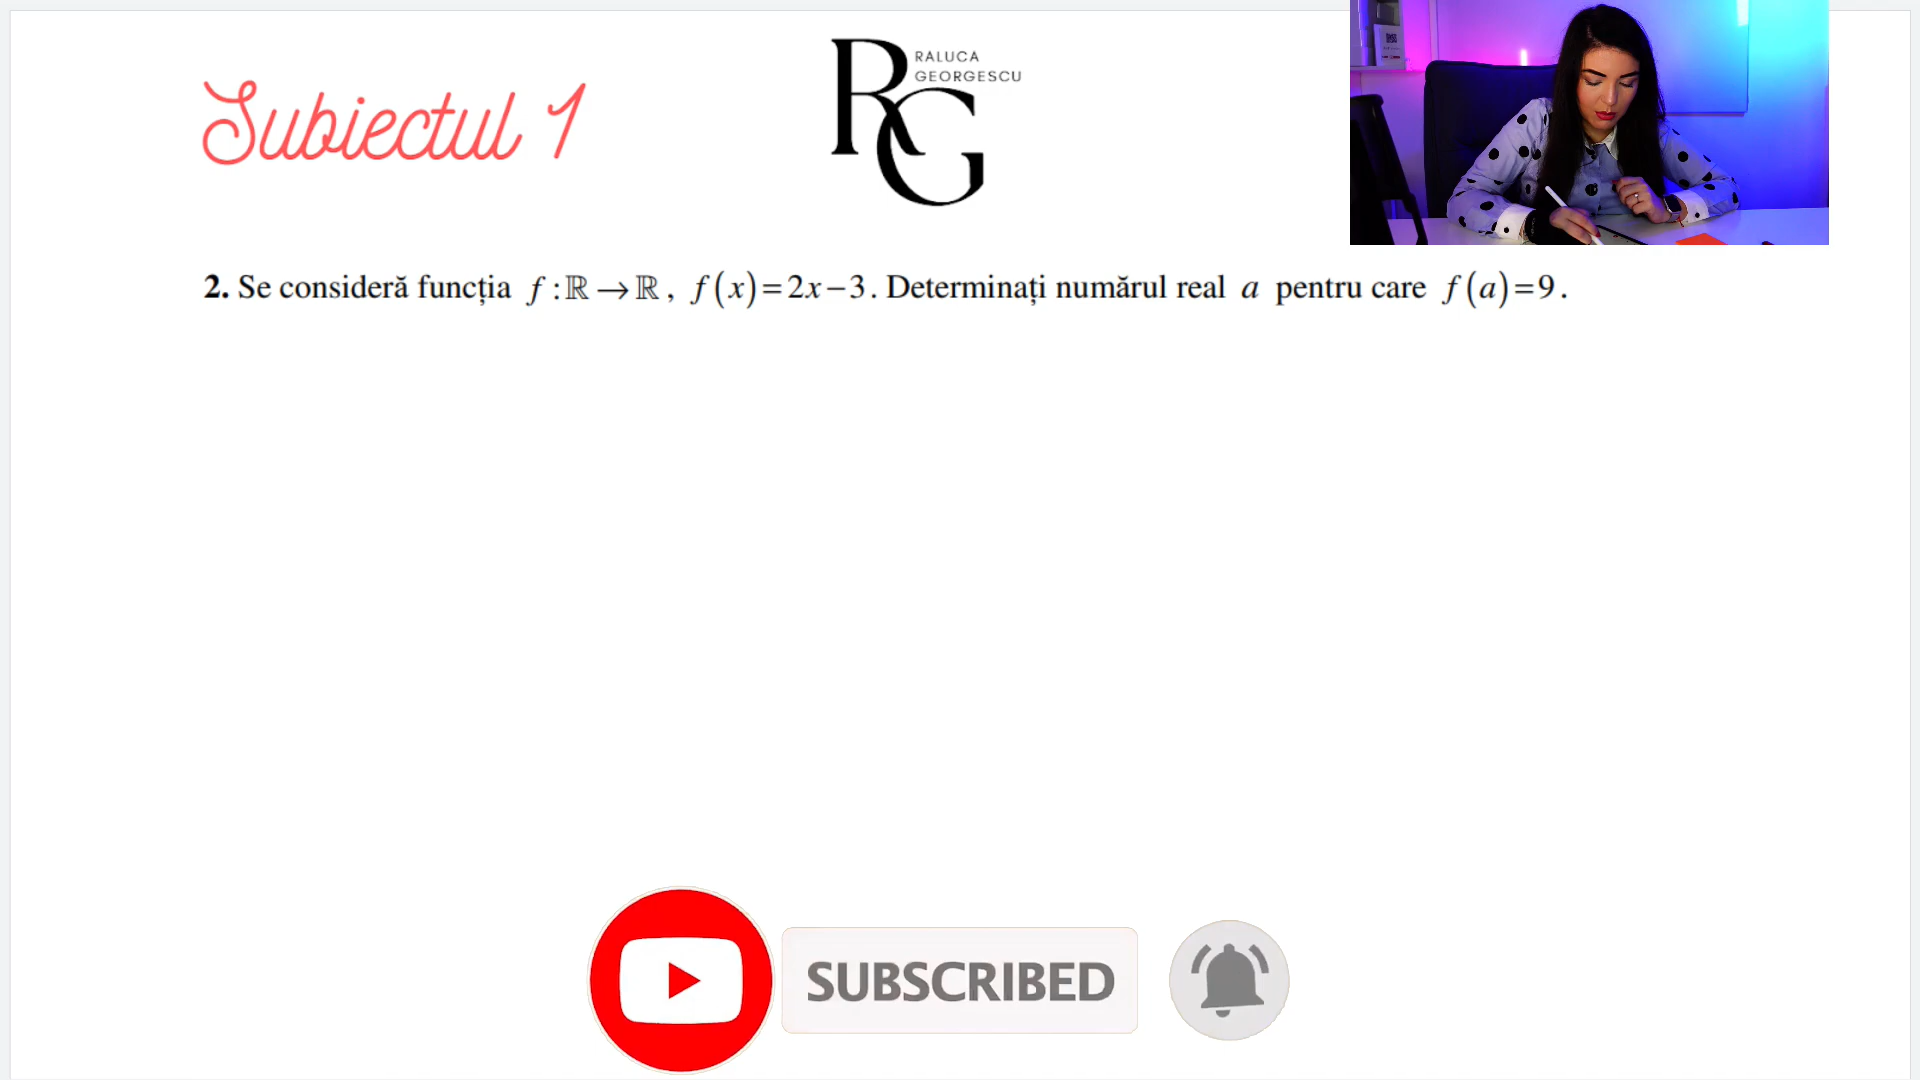 Subiectul 1
RALUCA
GEORGESCU
RG
2. Se consideră funcția f : ℝ → ℝ, f(x) = 2x − 3. Determinați numărul real a pentru care f(a) = 9.
SUBSCRIBED